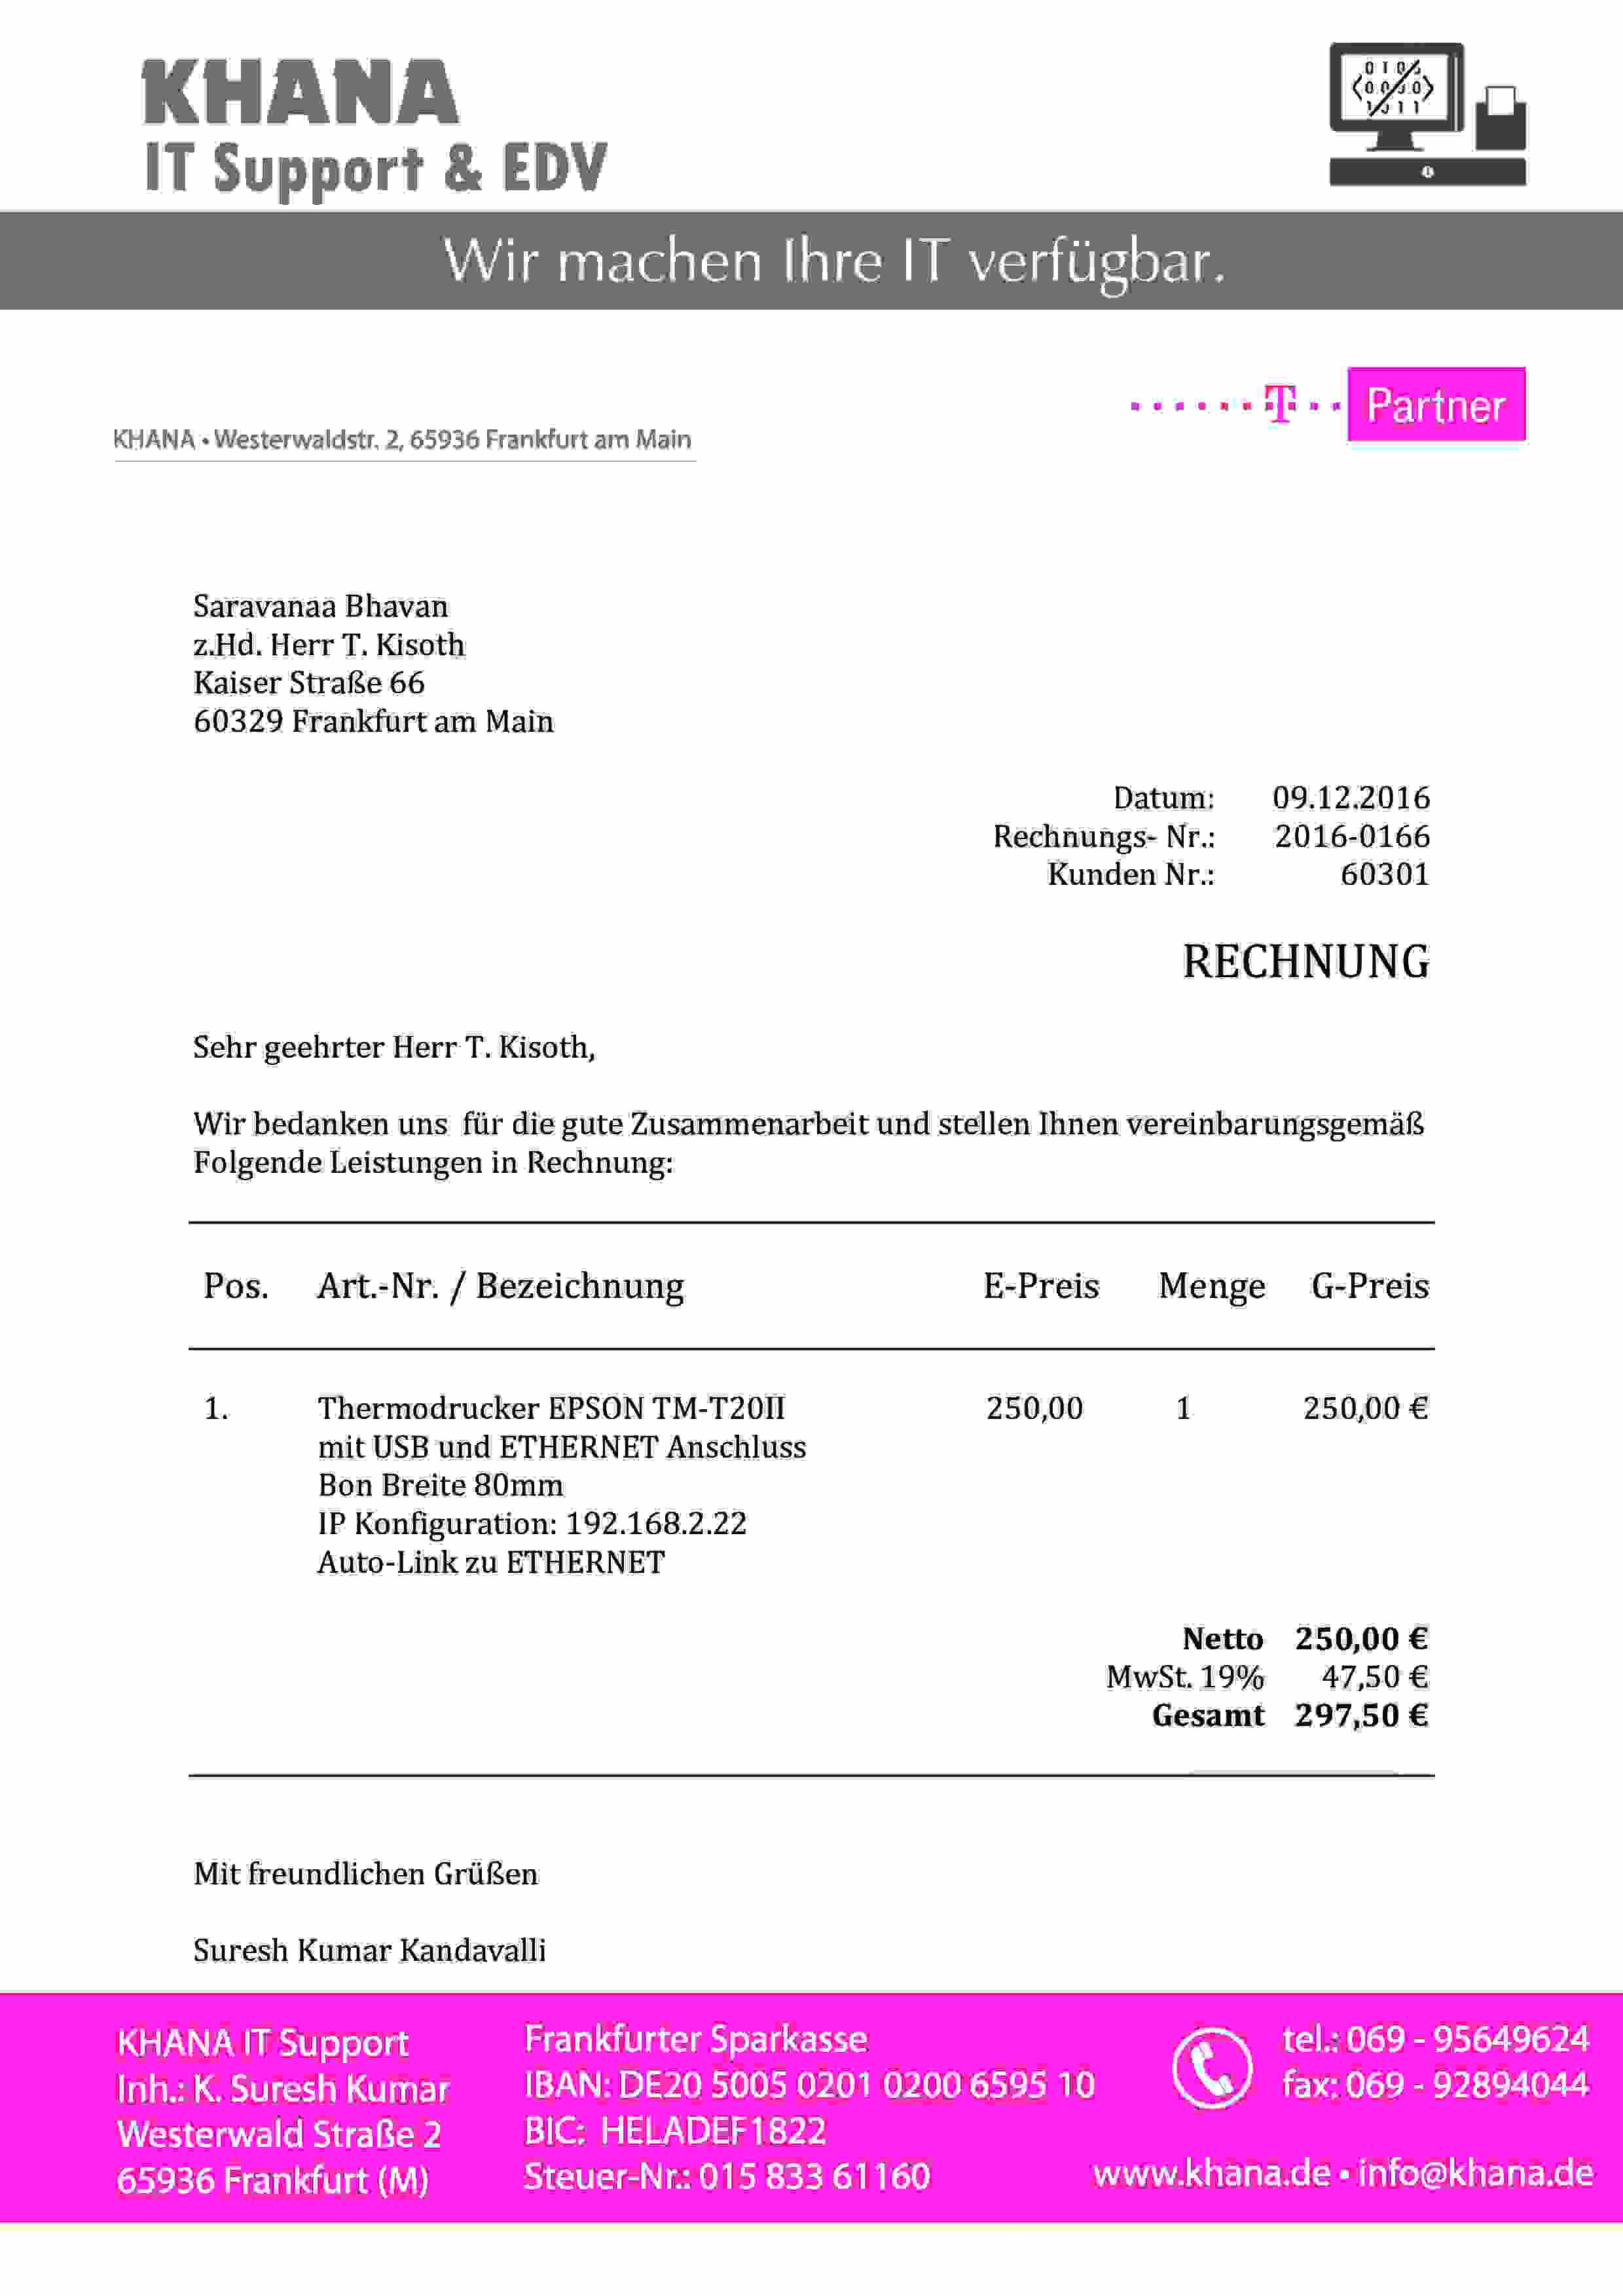 KHANA
IT Support & EDV
Wir machen Ihre IT verfügbar.
T Partner
KHANA • Westerwaldstr. 2, 65936 Frankfurt am Main
Saravanaa Bhavan
z.Hd. Herr T. Kisoth
Kaiser Straße 66
60329 Frankfurt am Main
Datum: 09.12.2016
Rechnungs- Nr.: 2016-0166
Kunden Nr.: 60301
RECHNUNG
Sehr geehrter Herr T. Kisoth,
Wir bedanken uns für die gute Zusammenarbeit und stellen Ihnen vereinbarungsgemäß
Folgende Leistungen in Rechnung:
Pos. Art.-Nr. / Bezeichnung E-Preis Menge G-Preis
1. Thermodrucker EPSON TM-T20II 250,00 1 250,00 €
mit USB und ETHERNET Anschluss
Bon Breite 80mm
IP Konfiguration: 192.168.2.22
Auto-Link zu ETHERNET
Netto 250,00 €
MwSt. 19% 47,50 €
Gesamt 297,50 €
Mit freundlichen Grüßen
Suresh Kumar Kandavalli
KHANA IT Support
Inh.: K. Suresh Kumar
Westerwald Straße 2
65936 Frankfurt (M)
Frankfurter Sparkasse
IBAN: DE20 5005 0201 0200 6595 10
BIC: HELADEF1822
Steuer-Nr.: 015 833 61160
tel.: 069 - 95649624
fax: 069 - 92894044
www.khana.de • info@khana.de